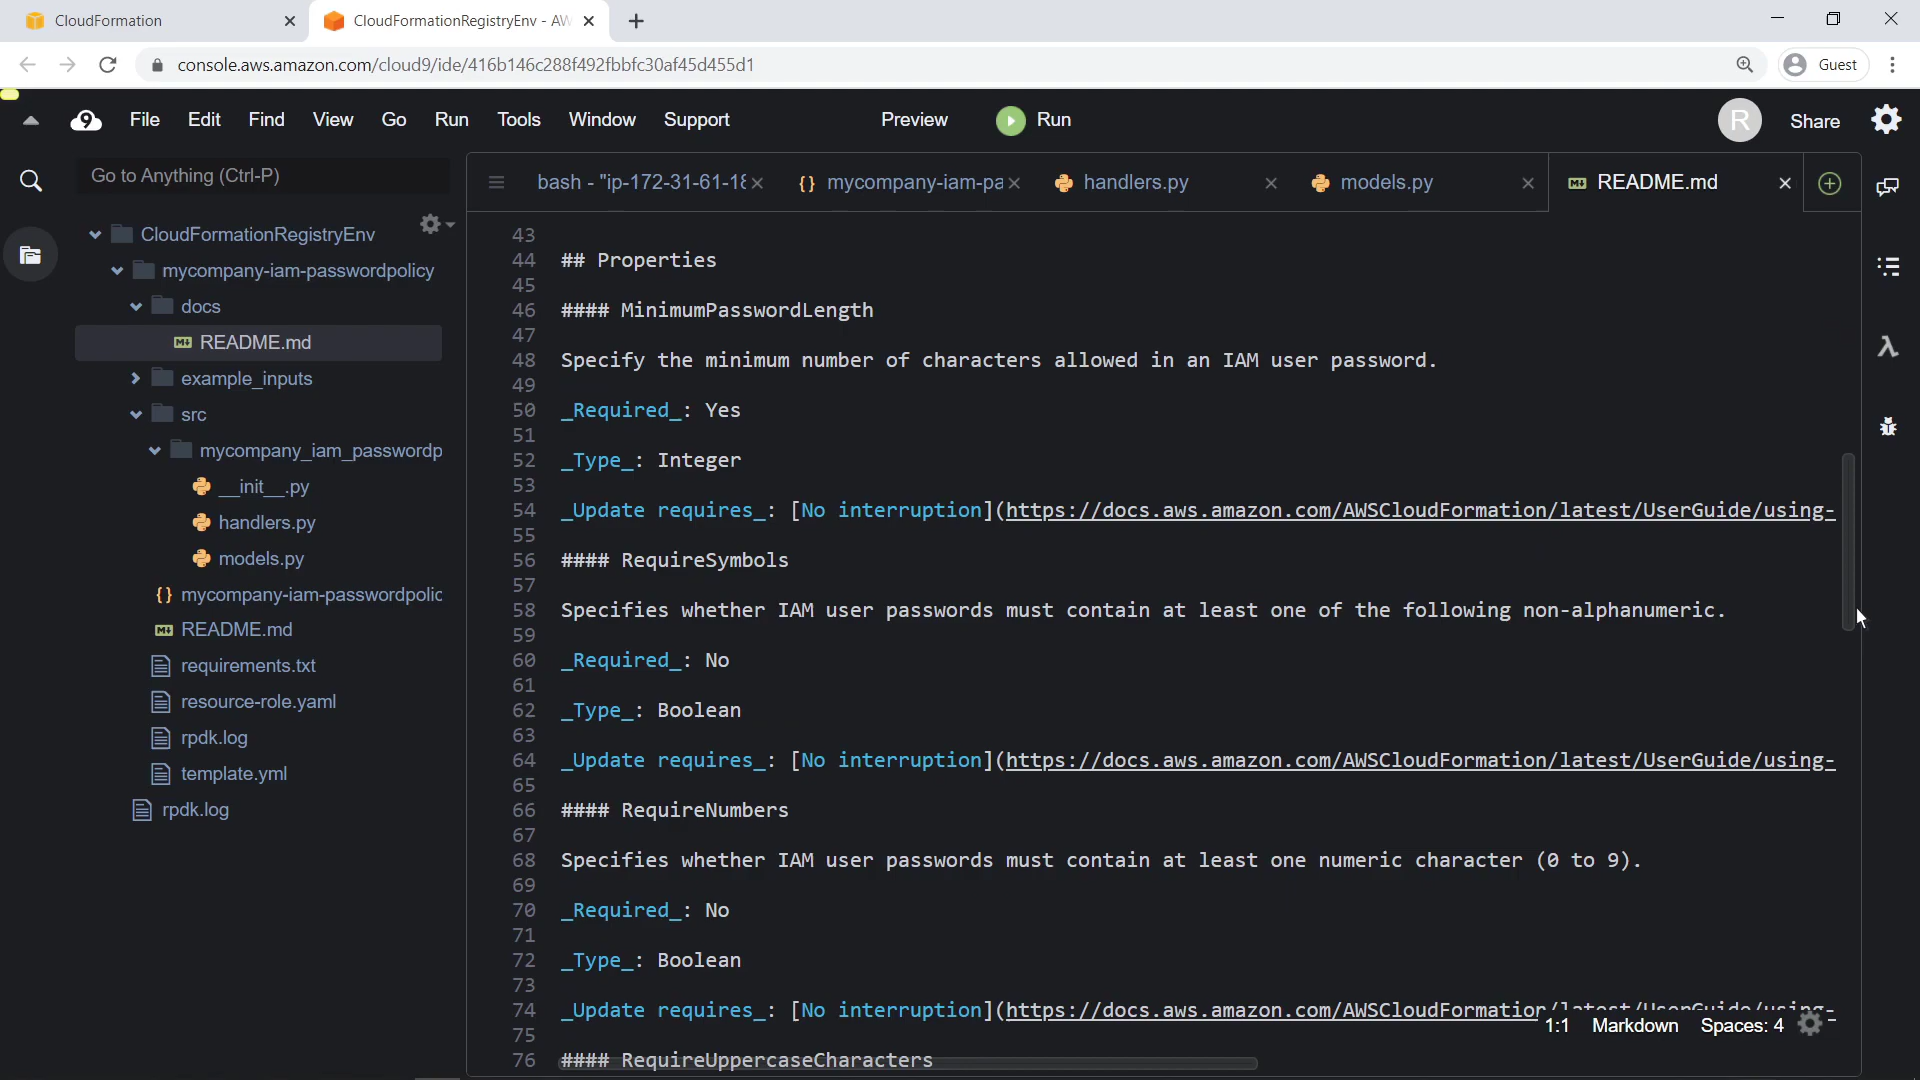 CloudFormation
CloudFormationRegistryEnv - AW
console.aws.amazon.com/cloud9/ide/416b146c288f492fbbfc30af45d455d1
Guest
9 File Edit Find View Go Run Tools Window Support Preview Run R Share
Go to Anything (Ctrl-P)
bash - "ip-172-31-61-18
{} mycompany-iam-pa
handlers.py
models.py
README.md
CloudFormationRegistryEnv
mycompany-iam-passwordpolicy
docs
README.md
example_inputs
src
mycompany_iam_passwordp
__init__.py
handlers.py
models.py
{} mycompany-iam-passwordpolic
README.md
requirements.txt
resource-role.yaml
rpdk.log
template.yml
rpdk.log
43
44 ## Properties
45
46 #### MinimumPasswordLength
47
48 Specify the minimum number of characters allowed in an IAM user password.
49
50 _Required_: Yes
51
52 _Type_: Integer
53
54 _Update requires_: [No interruption](https://docs.aws.amazon.com/AWSCloudFormation/latest/UserGuide/using-
55
56 #### RequireSymbols
57
58 Specifies whether IAM user passwords must contain at least one of the following non-alphanumeric.
59
60 _Required_: No
61
62 _Type_: Boolean
63
64 _Update requires_: [No interruption](https://docs.aws.amazon.com/AWSCloudFormation/latest/UserGuide/using-
65
66 #### RequireNumbers
67
68 Specifies whether IAM user passwords must contain at least one numeric character (0 to 9).
69
70 _Required_: No
71
72 _Type_: Boolean
73
74 _Update requires_: [No interruption](https://docs.aws.amazon.com/AWSCloudFormation/latest/UserGuide/using-
75
76 #### RequireUppercaseCharacters
1:1 Markdown Spaces: 4